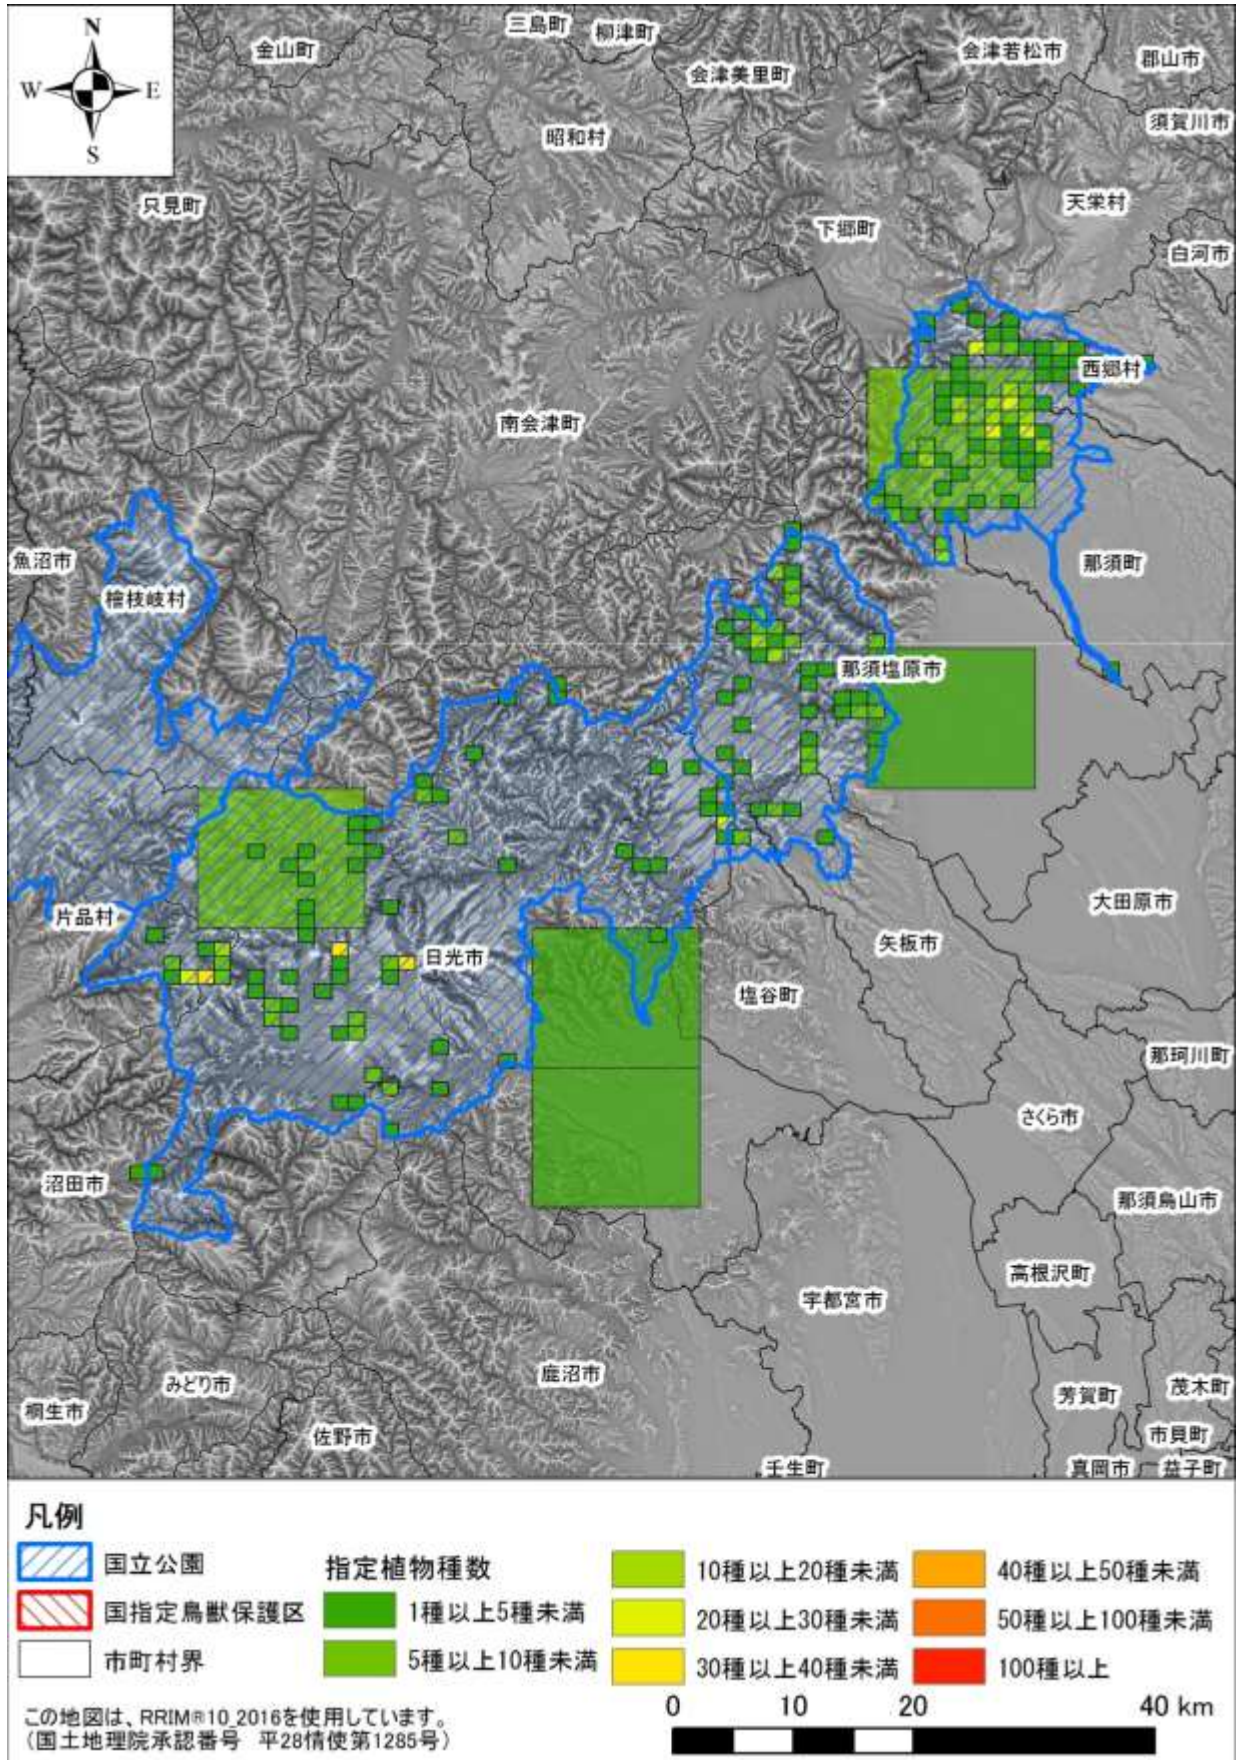 N
W
E
S
三島町
柳津町
金山町
会津美里町
会津若松市
郡山市
須賀川市
昭和村
只見町
天栄村
下郷町
白河市
西郷村
南会津町
魚沼市
那須町
檜枝岐村
那須塩原市
大田原市
片品村
矢板市
日光市
塩谷町
那珂川町
さくら市
沼田市
那須烏山市
高根沢町
宇都宮市
鹿沼市
みどり市
芳賀町
茂木町
桐生市
佐野市
市貝町
壬生町
真岡市
益子町
凡例
国立公園
国指定鳥獣保護区
市町村界
指定植物種数
1種以上5種未満
5種以上10種未満
10種以上20種未満
20種以上30種未満
30種以上40種未満
40種以上50種未満
50種以上100種未満
100種以上
この地図は、RRIM®10_2016を使用しています。
（国土地理院承認番号 平28情使第1285号）
0 10 20 40 km